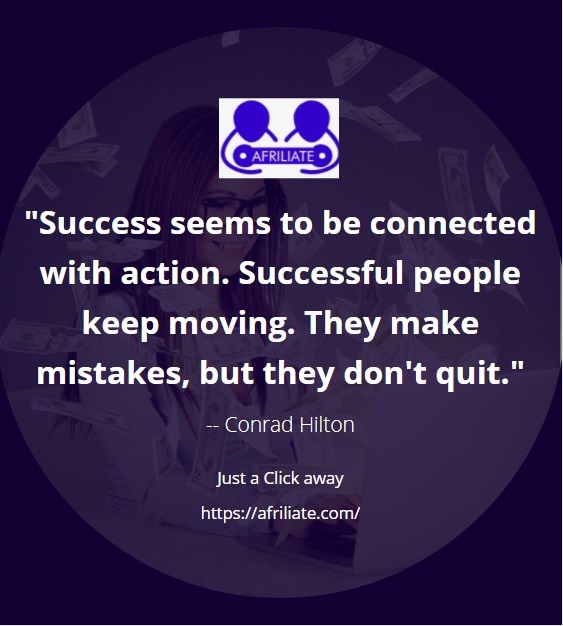 AFRILIATE
"Success seems to be connected
with action. Successful people
keep moving. They make
mistakes, but they don't quit."
-- Conrad Hilton
Just a Click away
https://afriliate.com/